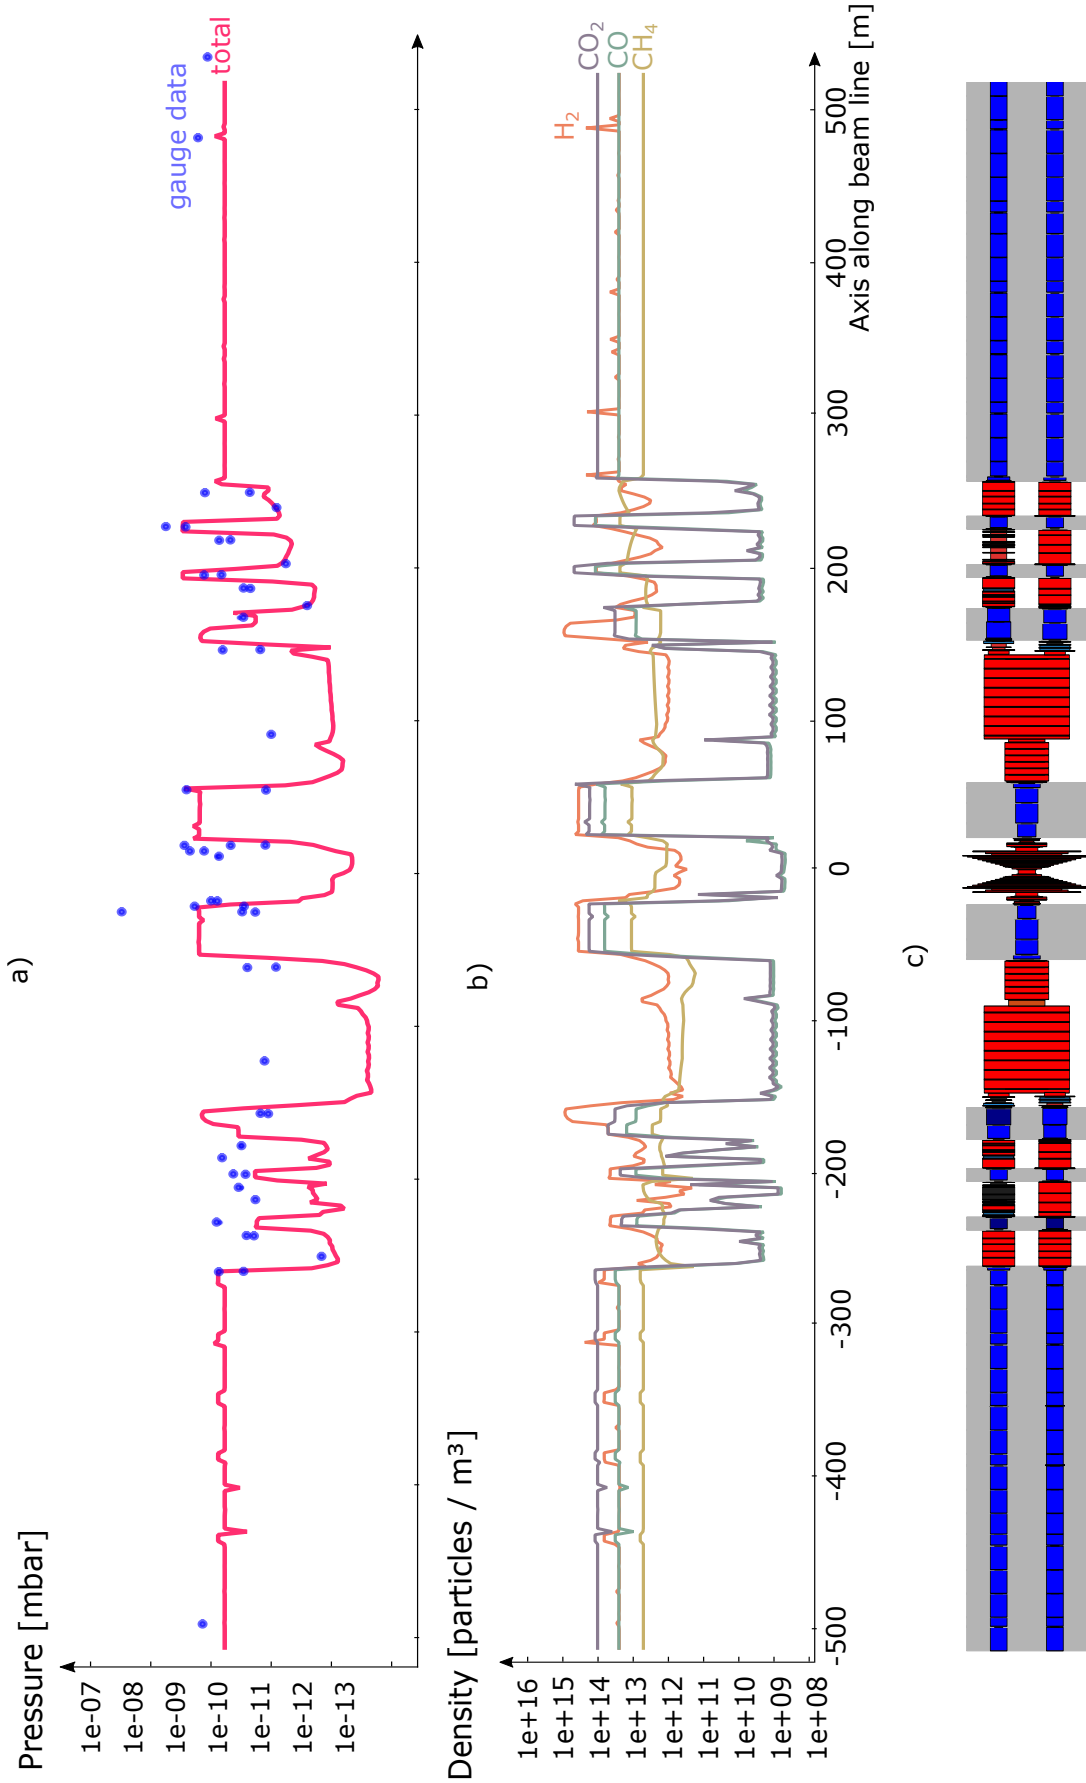 a)
Pressure [mbar]
1e-07
1e-08
1e-09
1e-10
1e-11
1e-13
gauge data
total
b)
Density [particles / m³]
1e+16
1e+15
1e+14
1e+13
1e+12
1e+11
1e+10
1e+09
1e+08
H₂
CO₂
CO
CH₄
-500
-400
-300
-200
-100
0
100
200
300
400
500
Axis along beam line [m]
c)